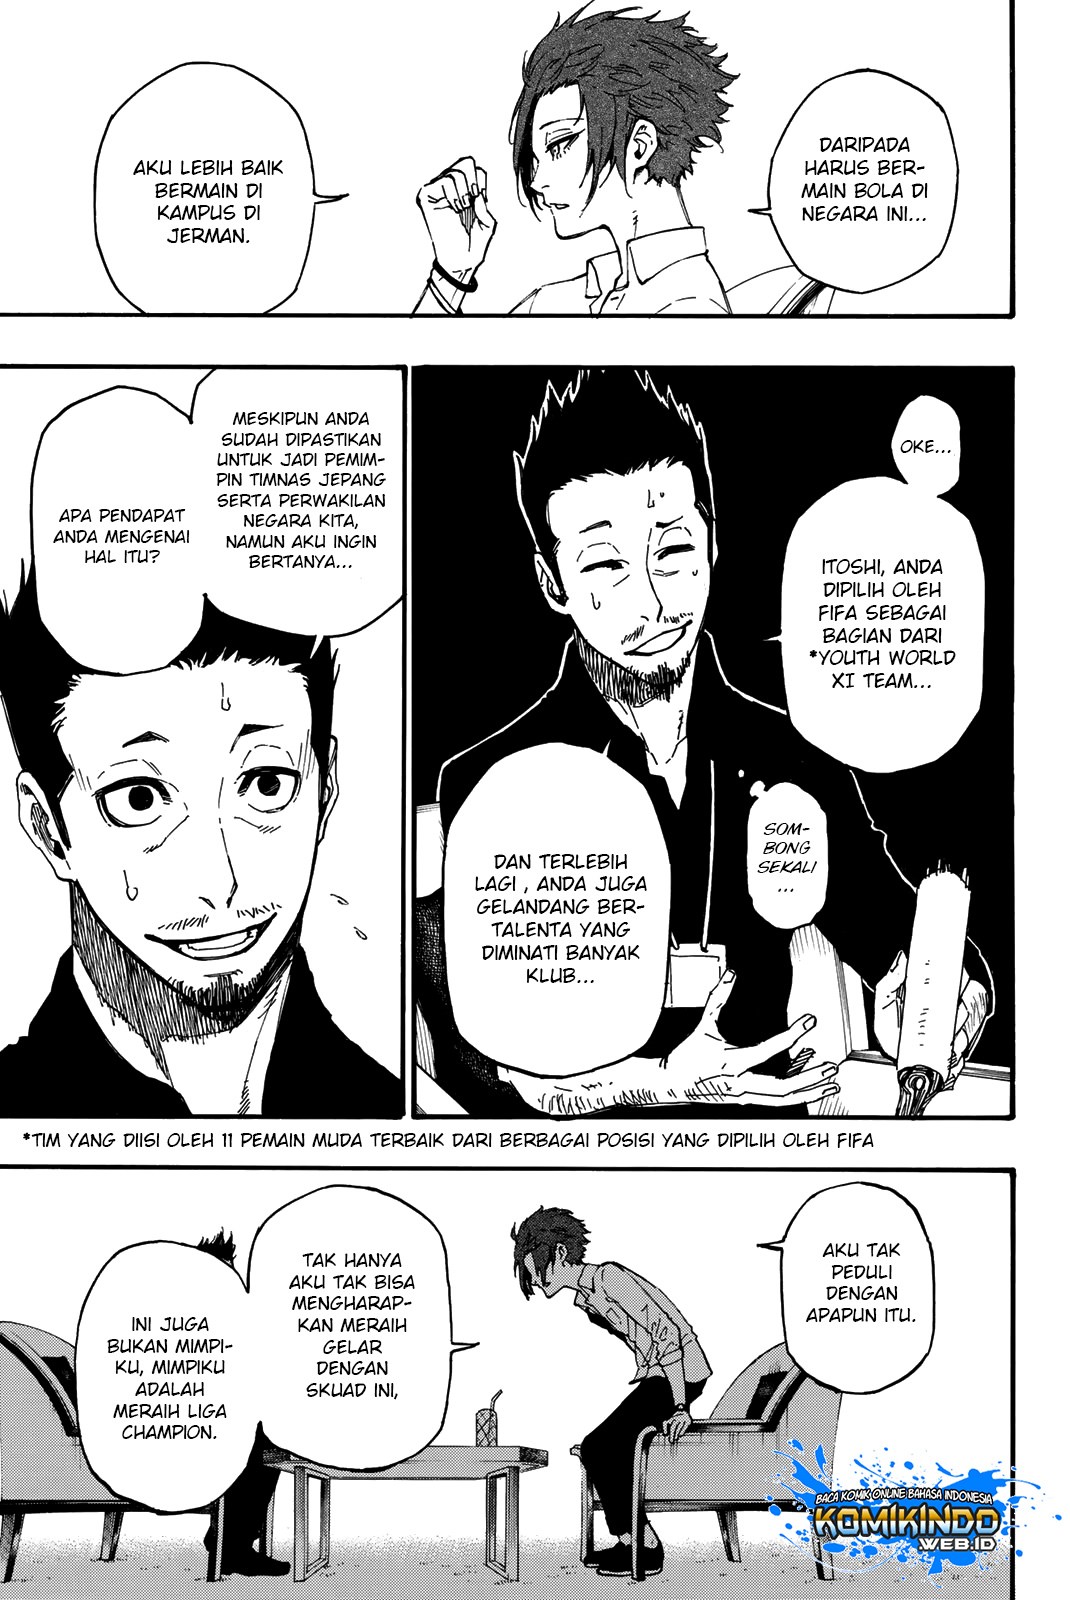 DARIPADA
HARUS BER-
MAIN BOLA DI
NEGARA INI...
AKU LEBIH BAIK
BERMAIN DI
KAMPUS DI
JERMAN.
OKE...
ITOSHI, ANDA
DIPILIH OLEH
FIFA SEBAGAI
BAGIAN DARI
*YOUTH WORLD
XI TEAM...
SOM-
BONG
SEKALI
...
DAN TERLEBIH
LAGI , ANDA JUGA
GELANDANG BER-
TALENTA YANG
DIMINATI BANYAK
KLUB...
MESKIPUN ANDA
SUDAH DIPASTIKAN
UNTUK JADI PEMIM-
PIN TIMNAS JEPANG
SERTA PERWAKILAN
NEGARA KITA,
NAMUN AKU INGIN
BERTANYA...
APA PENDAPAT
ANDA MENGENAI
HAL ITU?
*TIM YANG DIISI OLEH 11 PEMAIN MUDA TERBAIK DARI BERBAGAI POSISI YANG DIPILIH OLEH FIFA
AKU TAK
PEDULI
DENGAN
APAPUN ITU.
TAK HANYA
AKU TAK BISA
MENGHARAP-
KAN MERAIH
GELAR
DENGAN
SKUAD INI,
INI JUGA
BUKAN MIMPI-
KU, MIMPIKU
ADALAH
MERAIH LIGA
CHAMPION.
BACA KOMIK ONLINE BAHASA INDONESIA
KOMIKINDO
WEB.ID